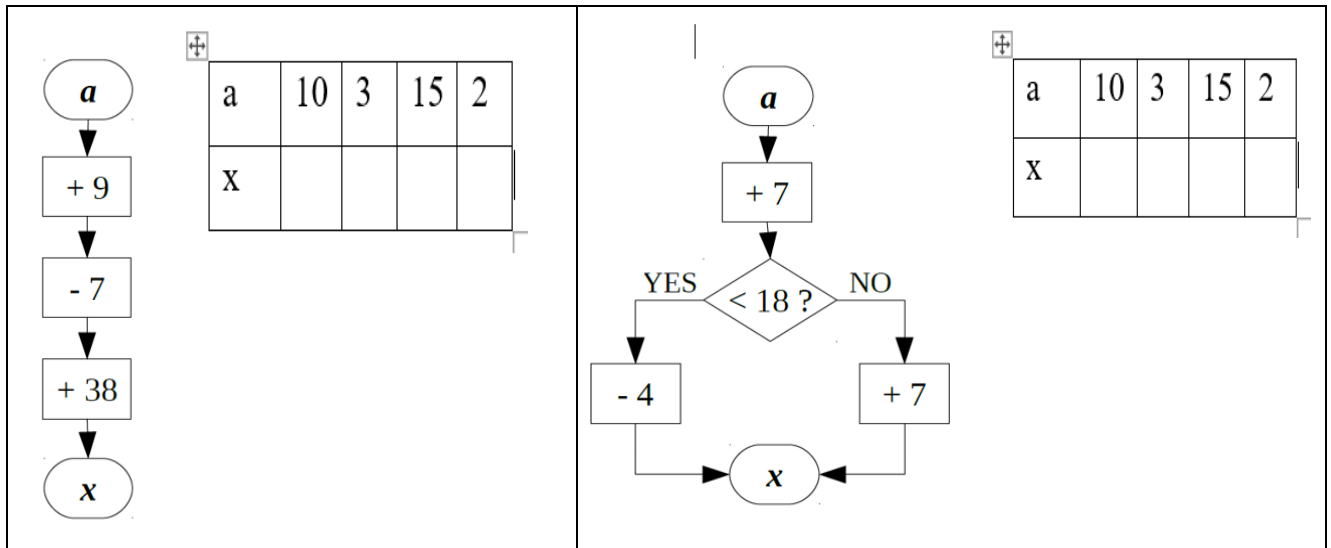 a
+ 9
- 7
+ 38
x
a 10 3 15 2
x
a
+ 7
YES < 18 ? NO
- 4 + 7
x
a 10 3 15 2
x